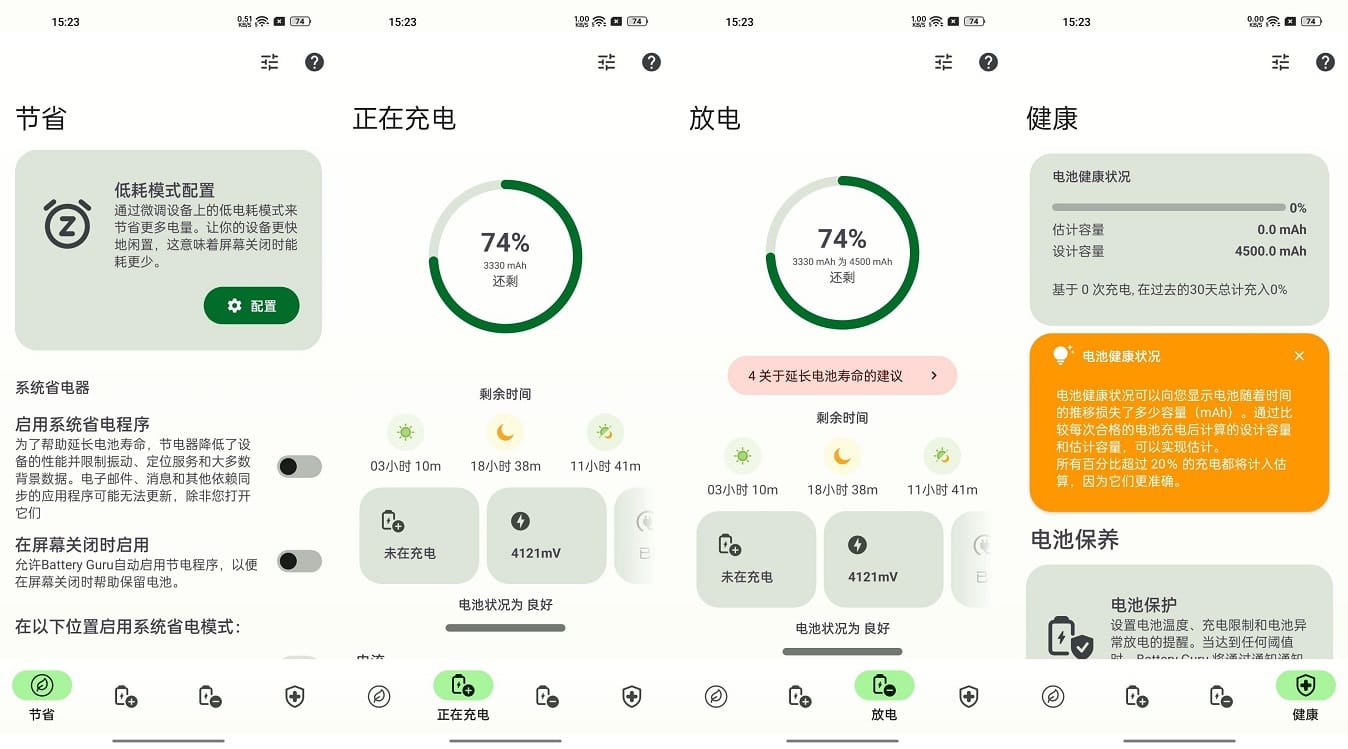 15:23
0.51 KB/S
74
节省
低耗模式配置
通过微调设备上的低电耗模式来
节省更多电量。让你的设备更快
地闲置，这意味着屏幕关闭时能
耗更少。
配置
系统省电器
启用系统省电程序
为了帮助延长电池寿命，节电器降低了设
备的性能并限制振动、定位服务和大多数
背景数据。电子邮件、消息和其他依赖同
步的应用程序可能无法更新，除非您打开
它们
在屏幕关闭时启用
允许Battery Guru自动启用节电程序，以便
在屏幕关闭时帮助保留电池。
在以下位置启用系统省电模式：
节省
15:23
1.00 KB/S
74
正在充电
74%
3330 mAh
还剩
剩余时间
03小时 10m
18小时 38m
11小时 41m
未在充电
4121mV
已
电池状况为 良好
电流
正在充电
15:23
1.00 KB/S
74
放电
74%
3330 mAh 为 4500 mAh
还剩
4 关于延长电池寿命的建议
剩余时间
03小时 10m
18小时 38m
11小时 41m
未在充电
4121mV
已
电池状况为 良好
放电
15:23
0.00 KB/S
74
健康
电池健康状况
0%
估计容量
0.0 mAh
设计容量
4500.0 mAh
基于 0 次充电, 在过去的30天总计充入0%
电池健康状况
电池健康状况可以向您显示电池随着时间
的推移损失了多少容量（mAh）。通过比
较每次合格的电池充电后计算的设计容量
和估计容量，可以实现估计。
所有百分比超过 20% 的充电都将计入估
算，因为它们更准确。
电池保养
电池保护
设置电池温度、充电限制和电池异
常放电的提醒。当达到任何阈值
时，Battery Guru 将通过通知通知
健康